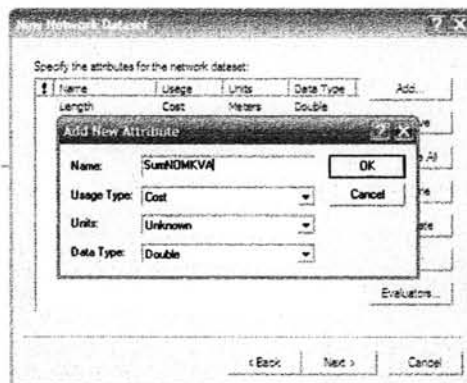 New Network Dataset
Specify the attributes for the network dataset:
! Name Usage Units Data Type
Length Cost Meters Double
Add...
Add New Attribute
Name: SumNOMKVA
OK
Usage Type: Cost
Cancel
Units: Unknown
Data Type: Double
Evaluators...
< Back Next > Cancel